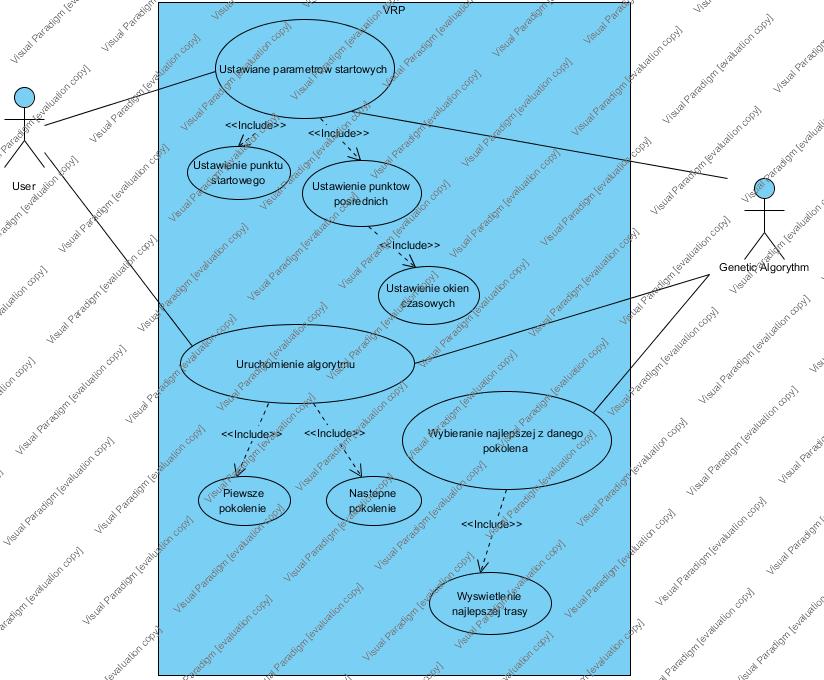 VRP
Ustawiane parametrow startowych
<<Include>>
<<Include>>
User
Ustawienie punktu
startowego
Ustawienie punktow
posrednich
<<Include>>
Genetic Algorythm
Ustawienie okien
czasowych
Uruchomienie algorytmu
<<Include>>
<<Include>>
Wybieranie najlepszej z danego
pokolena
Piewsze
pokolenie
Nastepne
pokolenie
<<Include>>
Wyswietlenie
najlepszej trasy
Visual Paradigm [evaluation copy]